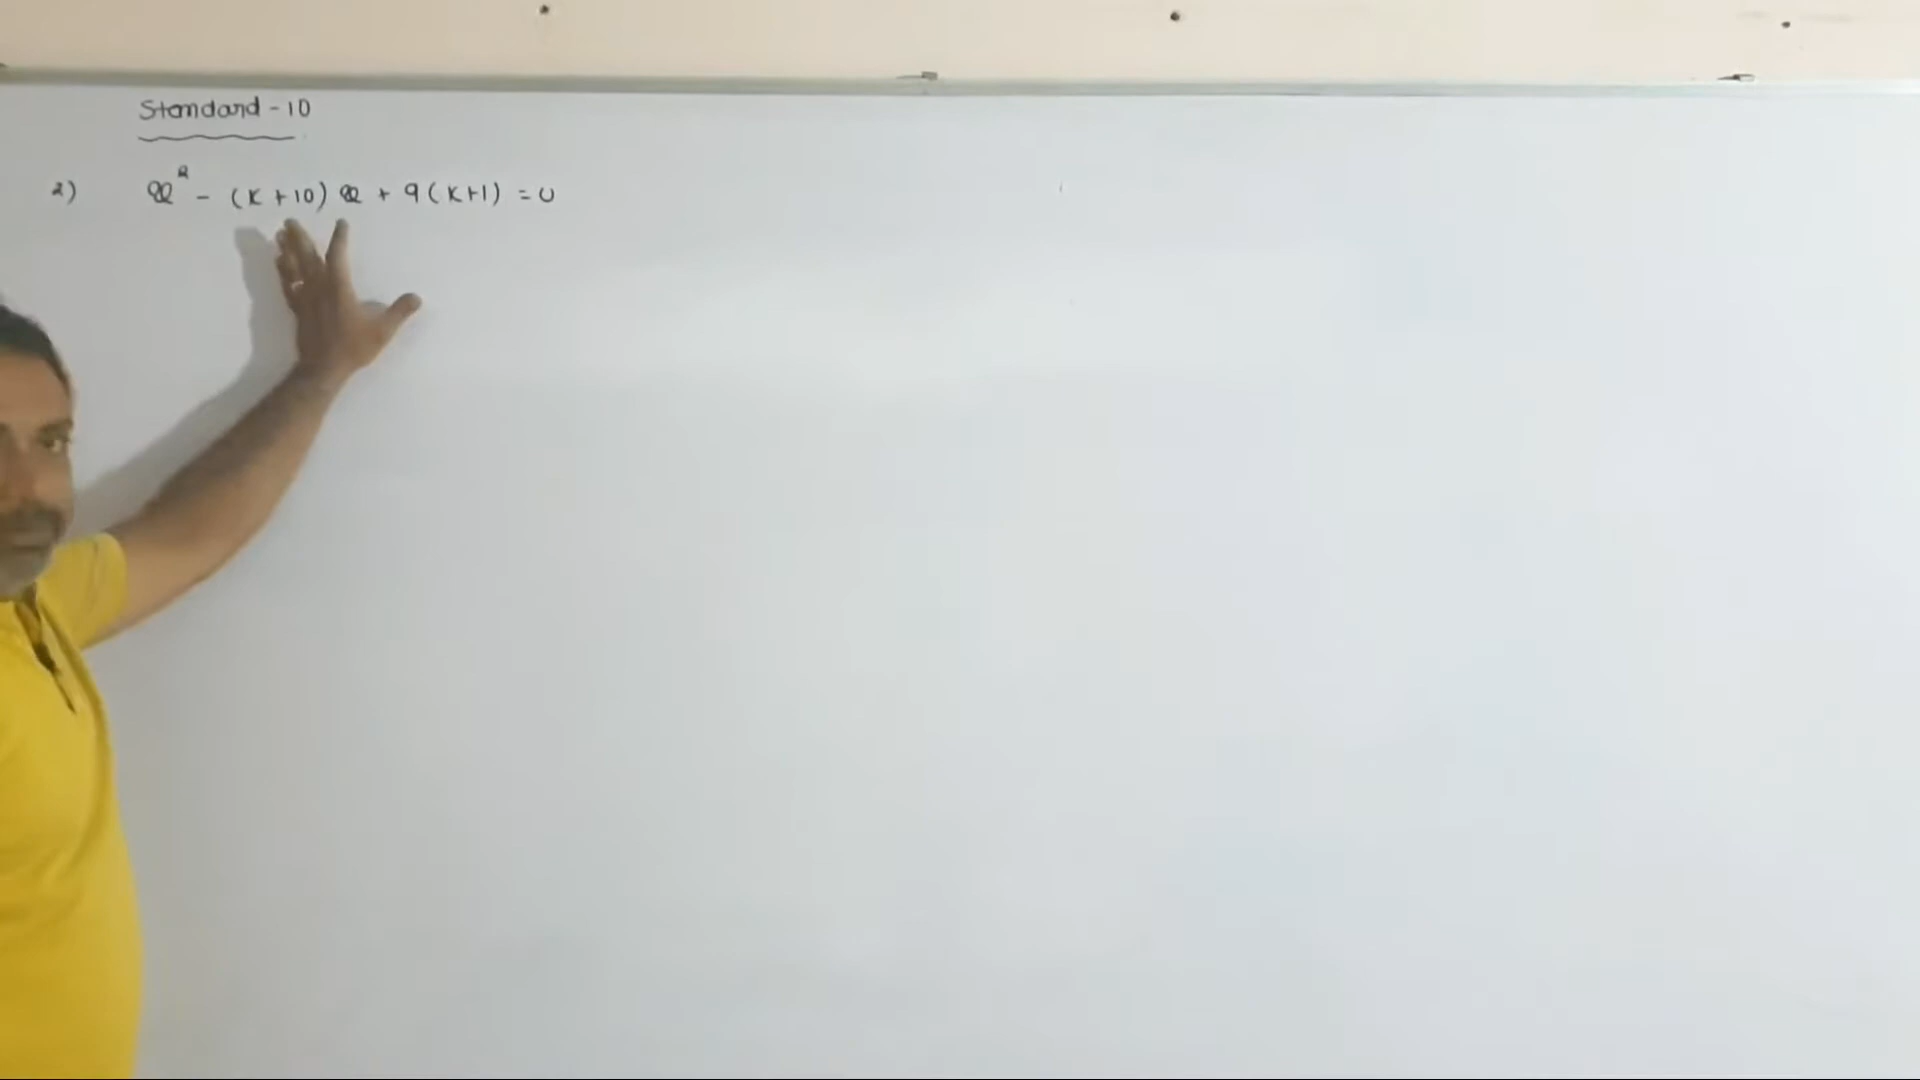 Standard - 10
2) x² - (k+10)x + 9(k+1) = 0